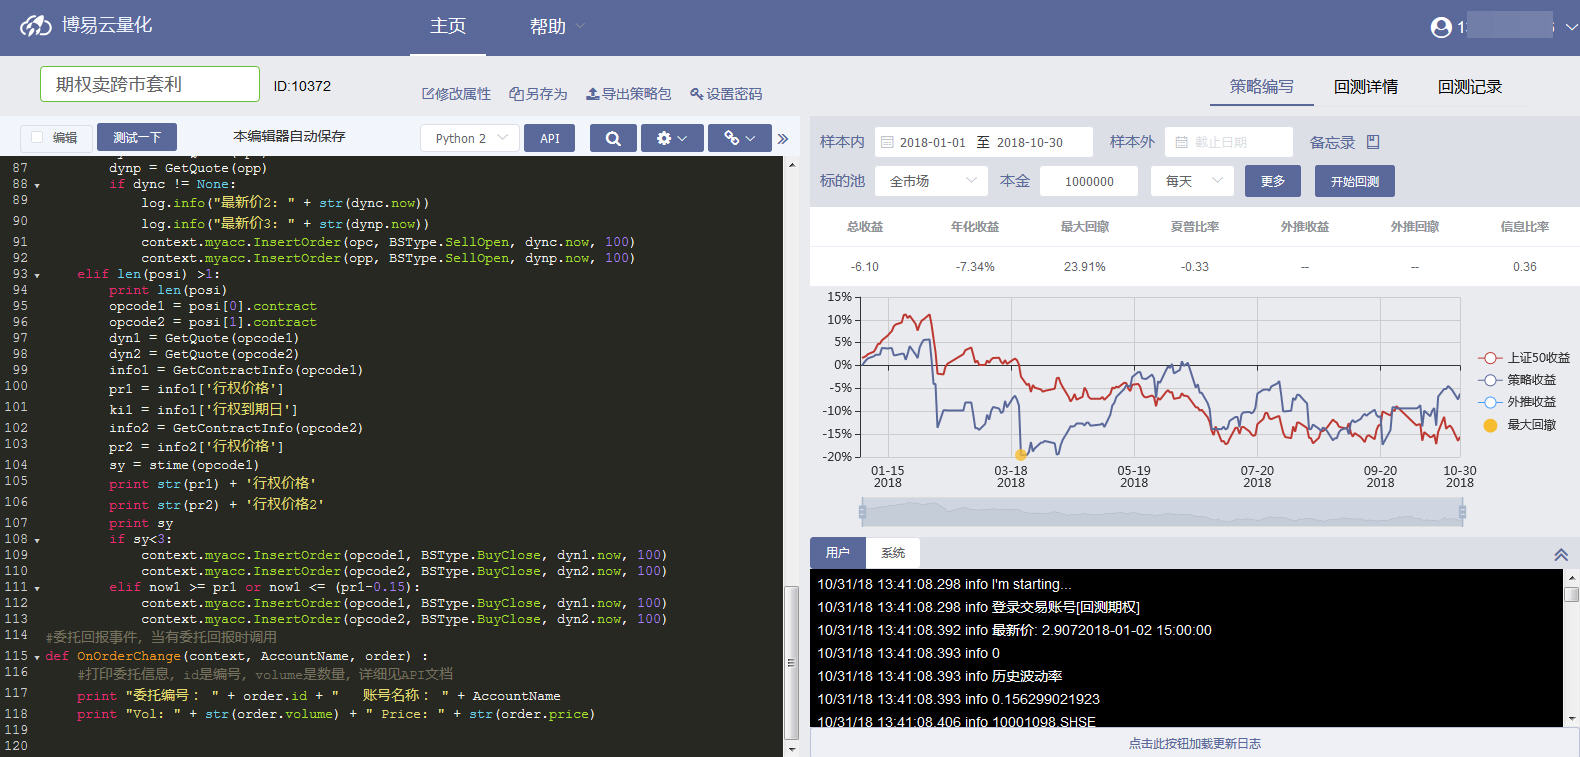 博易云量化
主页
帮助
1
期权卖跨市套利
ID:10372
修改属性
另存为
导出策略包
设置密码
策略编写
回测详情
回测记录
编辑
测试一下
本编辑器自动保存
Python 2
API
样本内
2018-01-01 至 2018-10-30
样本外
截止日期
备忘录
标的池
全市场
本金
1000000
每天
更多
开始回测
总收益 年化收益 最大回撤 夏普比率 外推收益 外推回撤 信息比率
-6.10 -7.34% 23.91% -0.33 -- -- 0.36
87 dynp = GetQuote(opp)
88 if dync != None:
89 log.info("最新价2: " + str(dync.now))
90 log.info("最新价3: " + str(dynp.now))
91 context.myacc.InsertOrder(opc, BSType.SellOpen, dync.now, 100)
92 context.myacc.InsertOrder(opp, BSType.SellOpen, dynp.now, 100)
93 elif len(posi) >1:
94 print len(posi)
95 opcode1 = posi[0].contract
96 opcode2 = posi[1].contract
97 dyn1 = GetQuote(opcode1)
98 dyn2 = GetQuote(opcode2)
99 info1 = GetContractInfo(opcode1)
100 pr1 = info1['行权价格']
101 ki1 = info1['行权到期日']
102 info2 = GetContractInfo(opcode2)
103 pr2 = info2['行权价格']
104 sy = stime(opcode1)
105 print str(pr1) + '行权价格'
106 print str(pr2) + '行权价格2'
107 print sy
108 if sy<3:
109 context.myacc.InsertOrder(opcode1, BSType.BuyClose, dyn1.now, 100)
110 context.myacc.InsertOrder(opcode2, BSType.BuyClose, dyn2.now, 100)
111 elif now1 >= pr1 or now1 <= (pr1-0.15):
112 context.myacc.InsertOrder(opcode1, BSType.BuyClose, dyn1.now, 100)
113 context.myacc.InsertOrder(opcode2, BSType.BuyClose, dyn2.now, 100)
114 #委托回报事件, 当有委托回报时调用
115 def OnOrderChange(context, AccountName, order) :
116 #打印委托信息, id是编号, volume是数量, 详细见API文档
117 print "委托编号: " + order.id + " 账号名称: " + AccountName
118 print "Vol: " + str(order.volume) + " Price: " + str(order.price)
119
120
15%
10%
5%
0%
-5%
-10%
-15%
-20%
01-15 03-18 05-19 07-20 09-20 10-30
2018 2018 2018 2018 2018 2018
上证50收益
策略收益
外推收益
最大回撤
用户
系统
10/31/18 13:41:08.298 info I'm starting...
10/31/18 13:41:08.298 info 登录交易账号[回测期权]
10/31/18 13:41:08.392 info 最新价: 2.9072018-01-02 15:00:00
10/31/18 13:41:08.393 info 0
10/31/18 13:41:08.393 info 历史波动率
10/31/18 13:41:08.393 info 0.156299021923
10/31/18 13:41:08.406 info 10001098.SHSE
点击此按钮加载更新日志